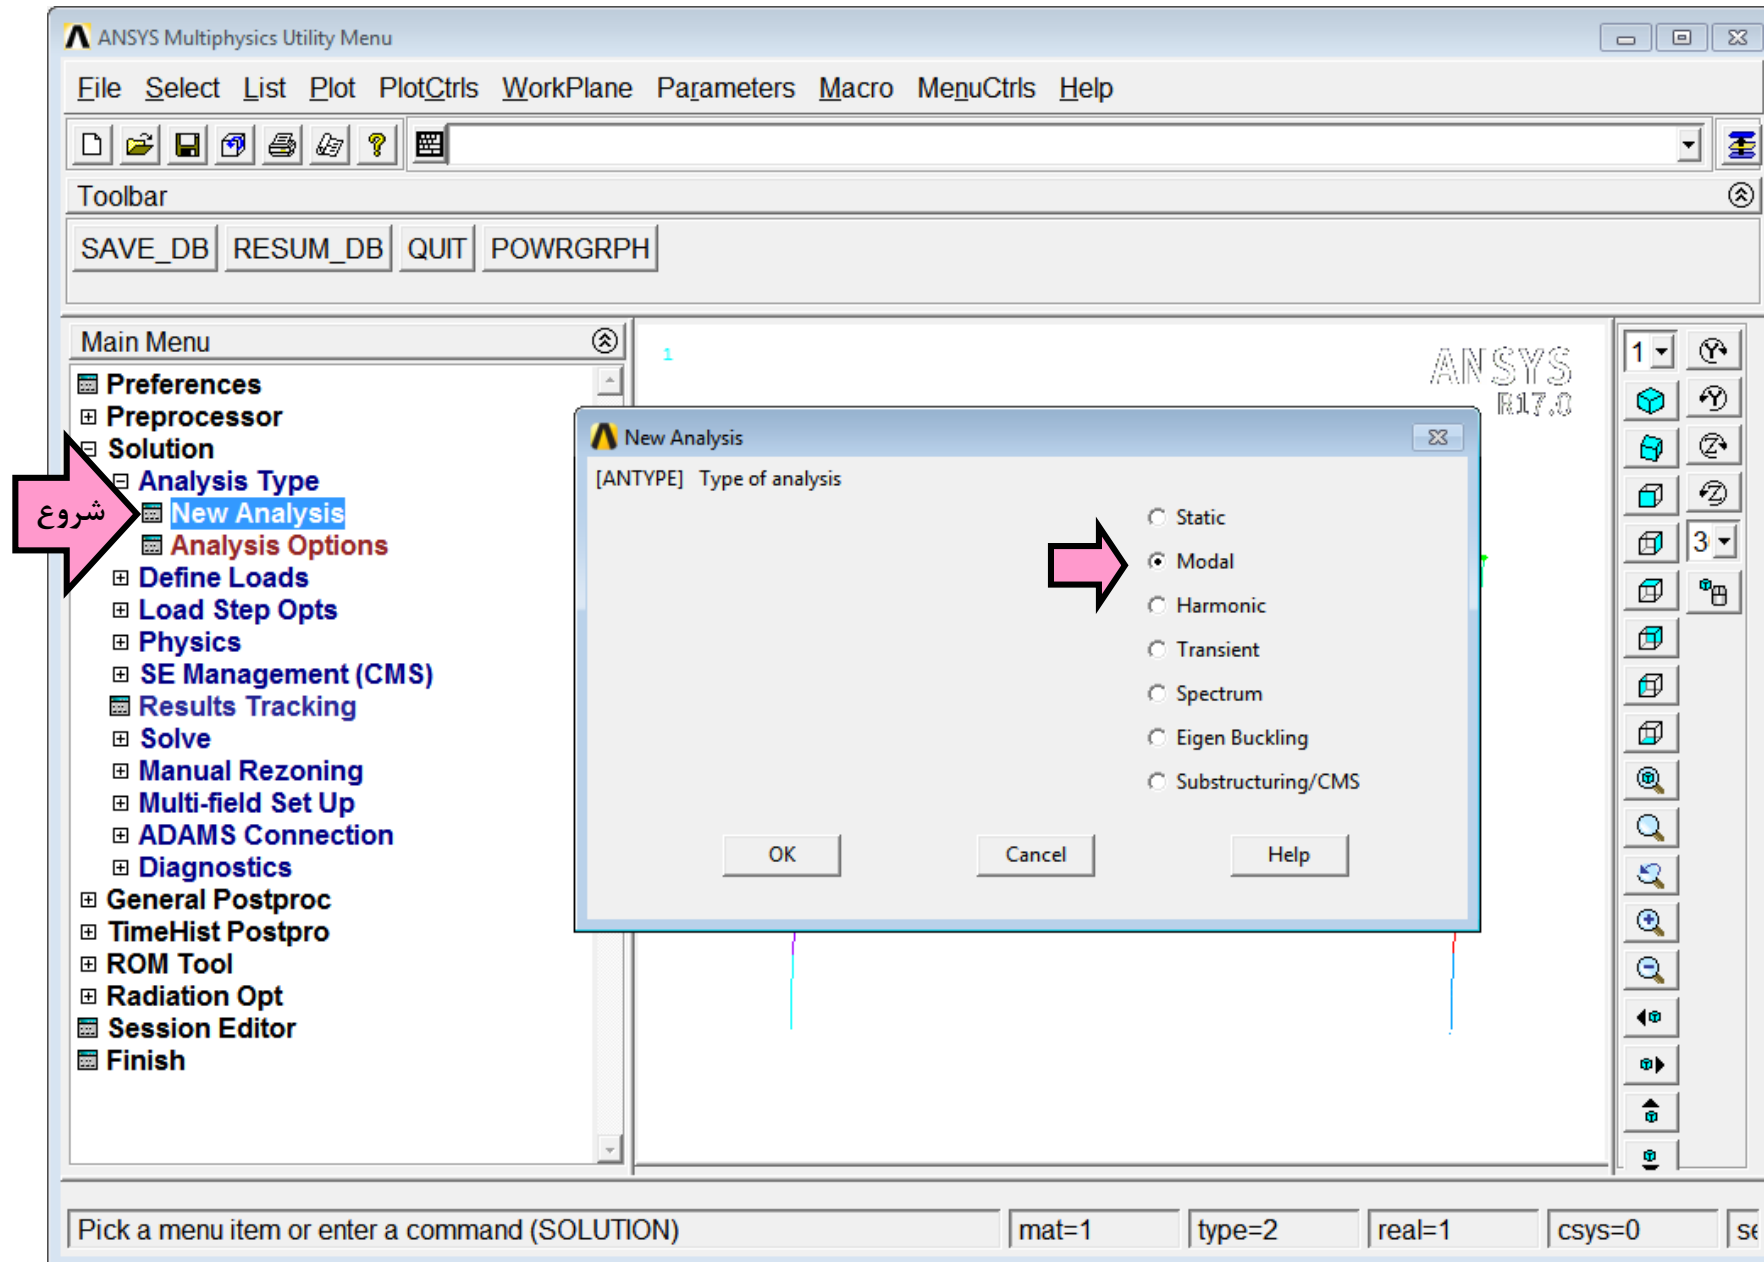 ANSYS Multiphysics Utility Menu
File Select List Plot PlotCtrls WorkPlane Parameters Macro MenuCtrls Help
Toolbar
SAVE_DB RESUM_DB QUIT POWRGRPH
Main Menu
Preferences
Preprocessor
Solution
Analysis Type
شروع
New Analysis
Analysis Options
Define Loads
Load Step Opts
Physics
SE Management (CMS)
Results Tracking
Solve
Manual Rezoning
Multi-field Set Up
ADAMS Connection
Diagnostics
General Postproc
TimeHist Postpro
ROM Tool
Radiation Opt
Session Editor
Finish
1
ANSYS
R17.0
New Analysis
[ANTYPE] Type of analysis
Static
Modal
Harmonic
Transient
Spectrum
Eigen Buckling
Substructuring/CMS
OK Cancel Help
1
3
Pick a menu item or enter a command (SOLUTION) mat=1 type=2 real=1 csys=0